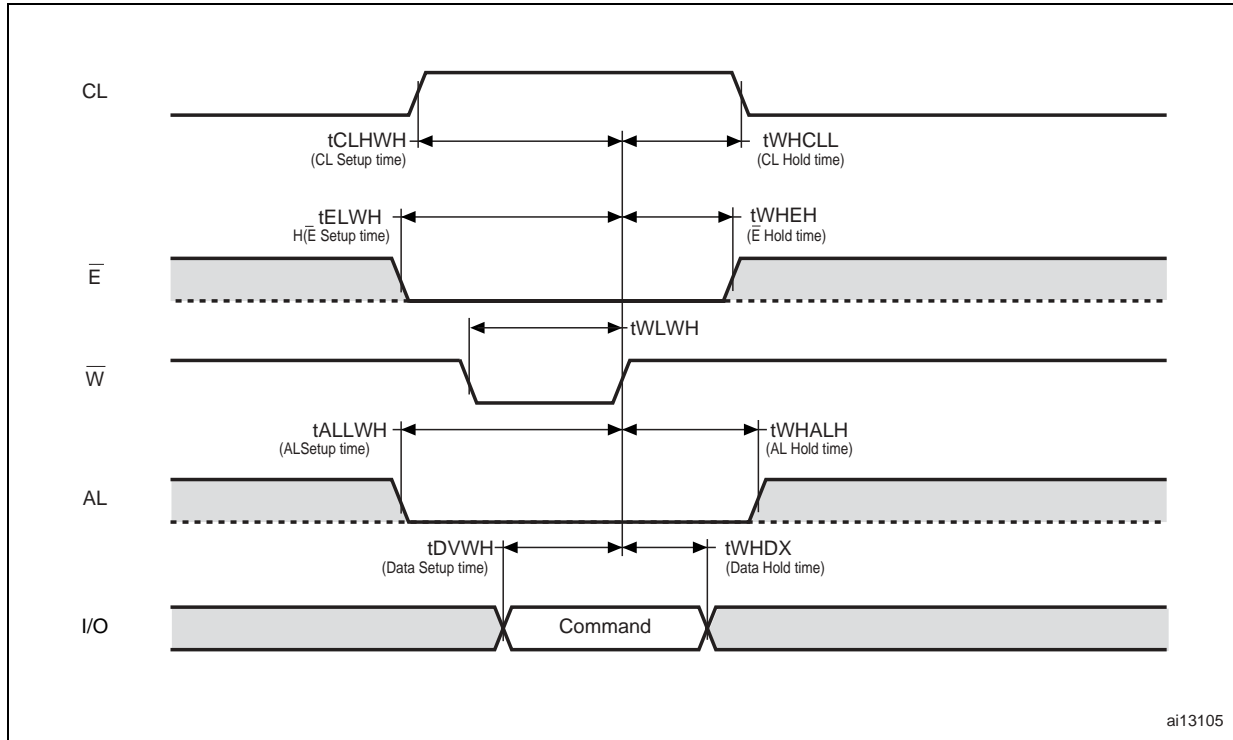 CL
tCLHWH
(CL Setup time)
tWHCLL
(CL Hold time)
tELWH
H(E̅ Setup time)
tWHEH
(E̅ Hold time)
E̅
tWLWH
W̅
tALLWH
(ALSetup time)
tWHALH
(AL Hold time)
AL
tDVWH
(Data Setup time)
tWHDX
(Data Hold time)
I/O
Command
ai13105